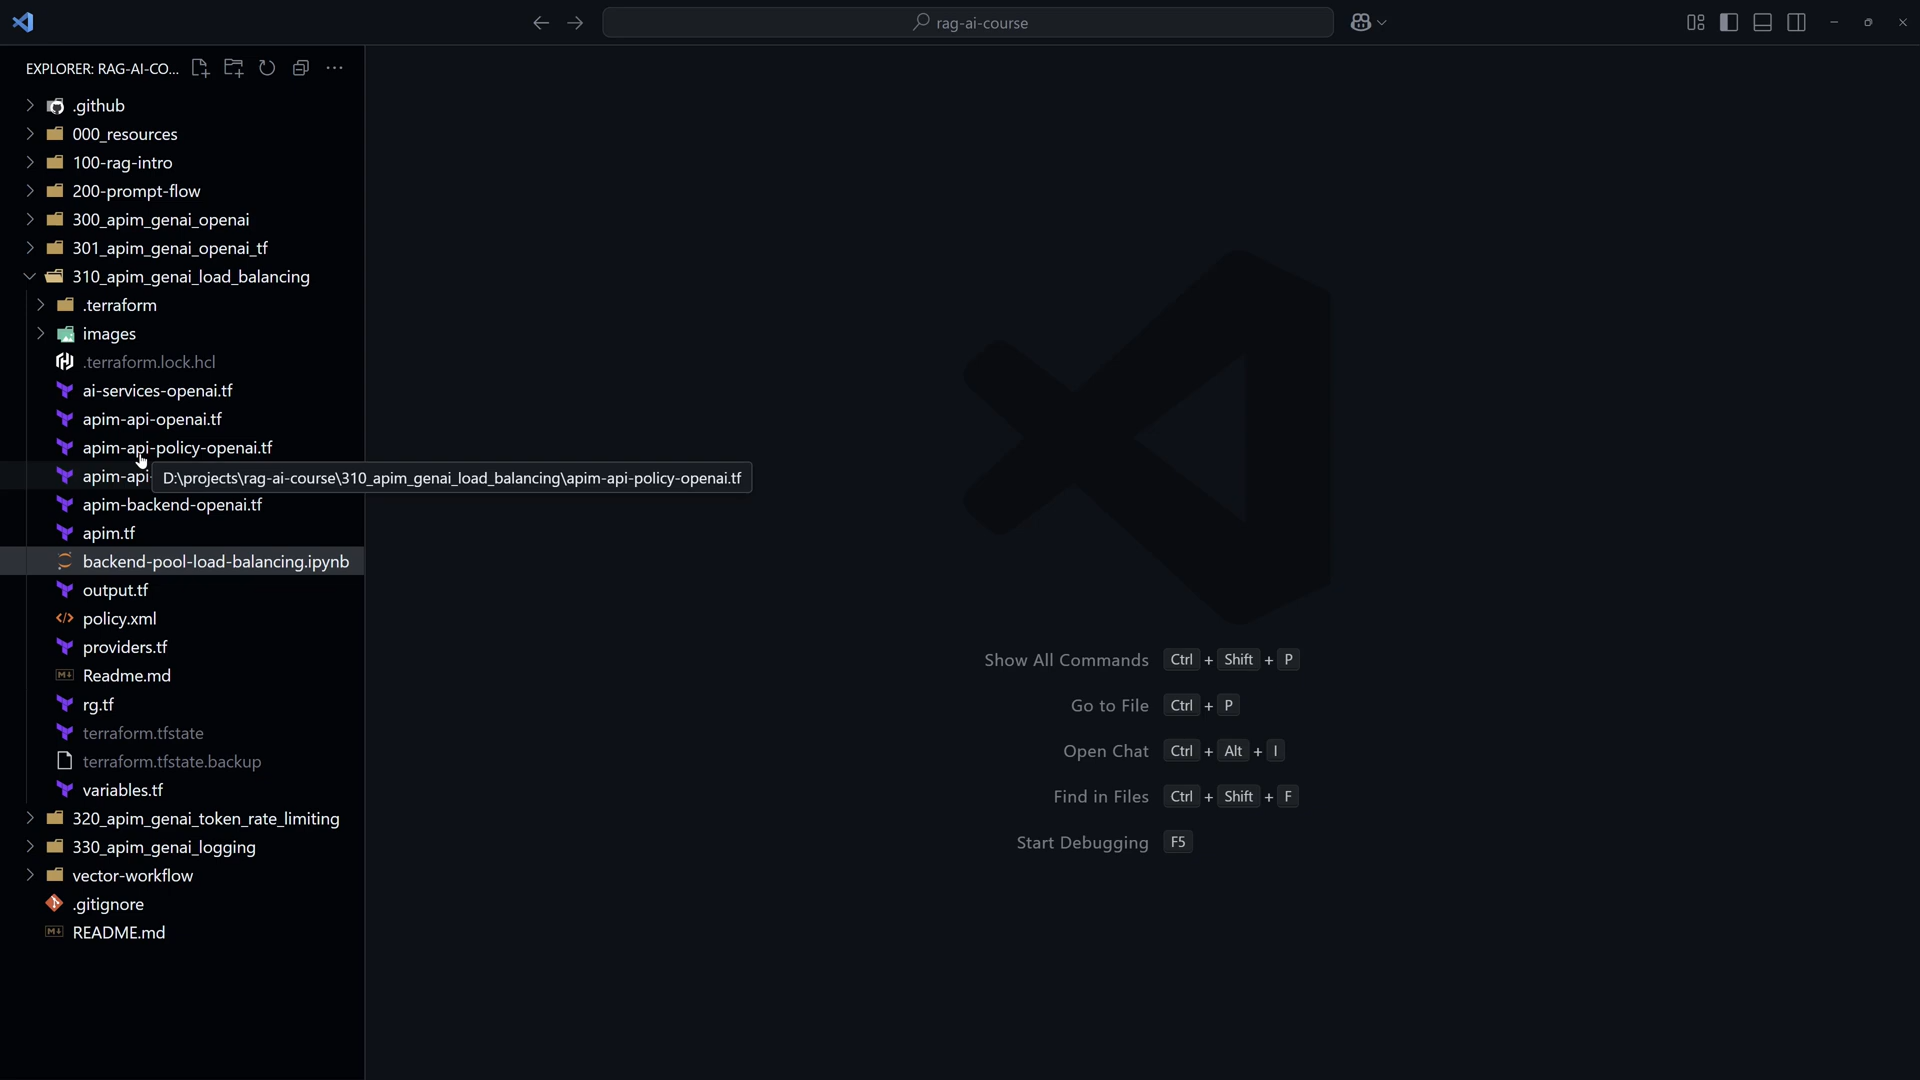 rag-ai-course
EXPLORER: RAG-AI-CO...
.github
000_resources
100-rag-intro
200-prompt-flow
300_apim_genai_openai
301_apim_genai_openai_tf
310_apim_genai_load_balancing
.terraform
images
.terraform.lock.hcl
ai-services-openai.tf
apim-api-openai.tf
apim-api-policy-openai.tf
apim-api-
D:\projects\rag-ai-course\310_apim_genai_load_balancing\apim-api-policy-openai.tf
apim-backend-openai.tf
apim.tf
backend-pool-load-balancing.ipynb
output.tf
policy.xml
providers.tf
Readme.md
rg.tf
terraform.tfstate
terraform.tfstate.backup
variables.tf
320_apim_genai_token_rate_limiting
330_apim_genai_logging
vector-workflow
.gitignore
README.md
Show All Commands Ctrl + Shift + P
Go to File Ctrl + P
Open Chat Ctrl + Alt + I
Find in Files Ctrl + Shift + F
Start Debugging F5